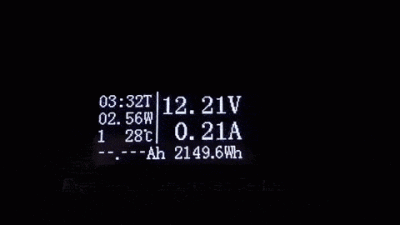 03:32T 12.21V
02.56W 0.21A
1 28℃
--.---Ah 2149.6Wh